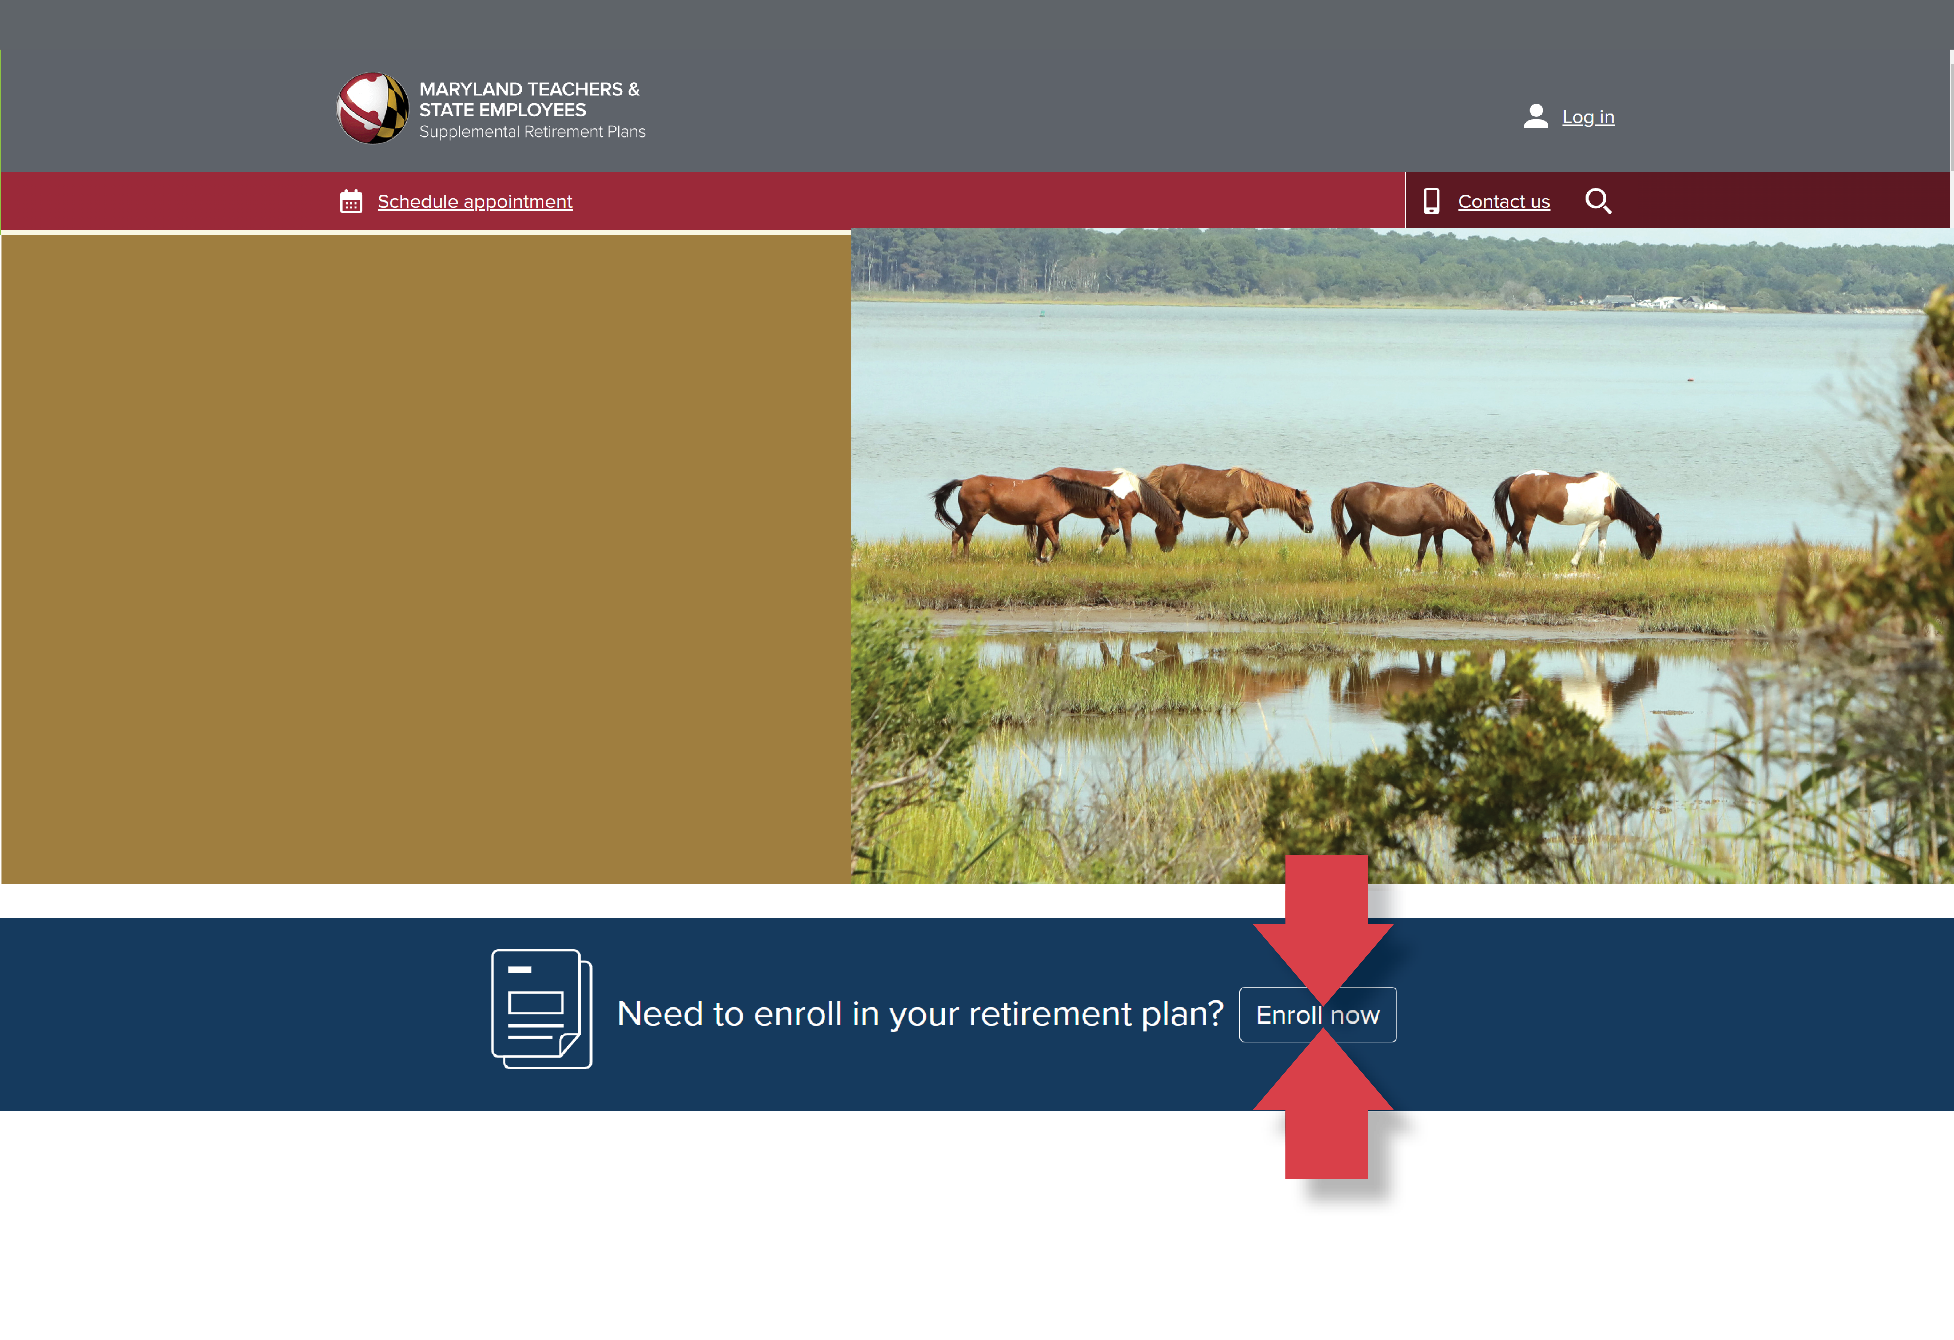 MARYLAND TEACHERS &
STATE EMPLOYEES
Supplemental Retirement Plans
Log in
Schedule appointment
Contact us
Need to enroll in your retirement plan?
Enroll now